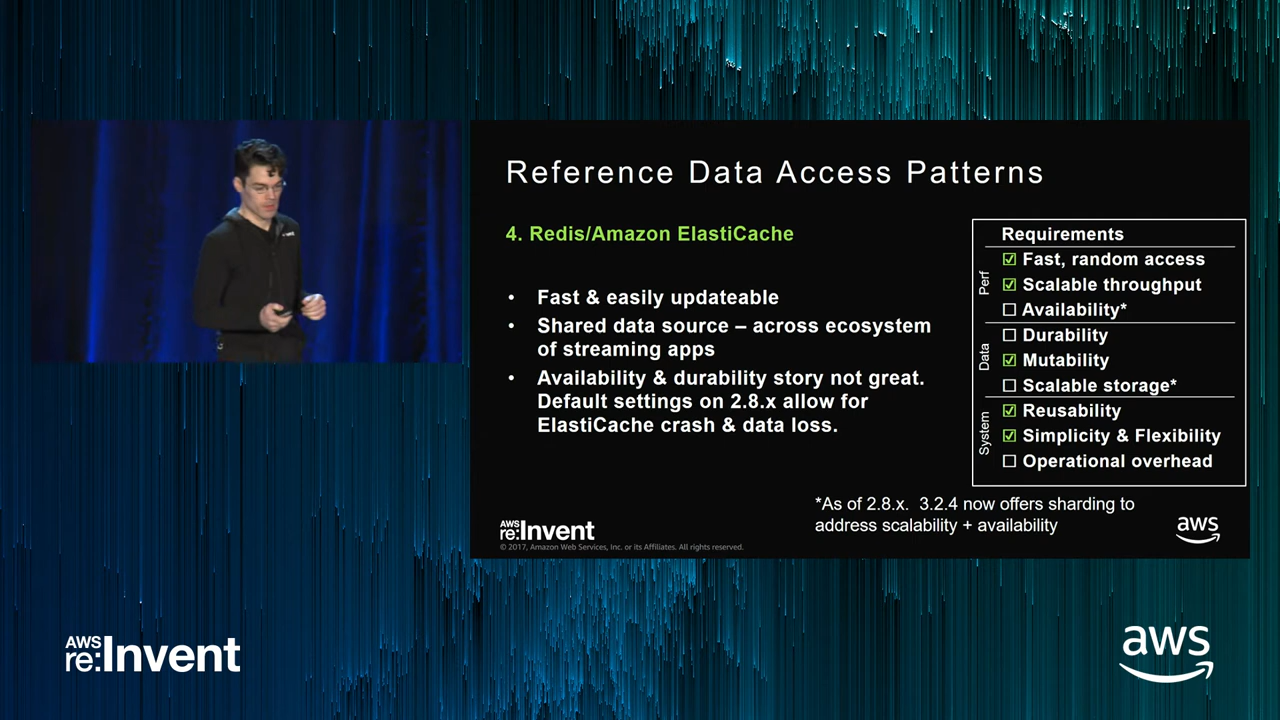 Reference Data Access Patterns
4. Redis/Amazon ElastiCache
• Fast & easily updateable
• Shared data source – across ecosystem
of streaming apps
• Availability & durability story not great.
Default settings on 2.8.x allow for
ElastiCache crash & data loss.
Requirements
Perf
☑ Fast, random access
☑ Scalable throughput
☐ Availability*
Data
☐ Durability
☑ Mutability
☐ Scalable storage*
System
☑ Reusability
☑ Simplicity & Flexibility
☐ Operational overhead
*As of 2.8.x. 3.2.4 now offers sharding to
address scalability + availability
AWS
re:Invent
© 2017, Amazon Web Services, Inc. or its Affiliates. All rights reserved.
aws
AWS
re:Invent
aws